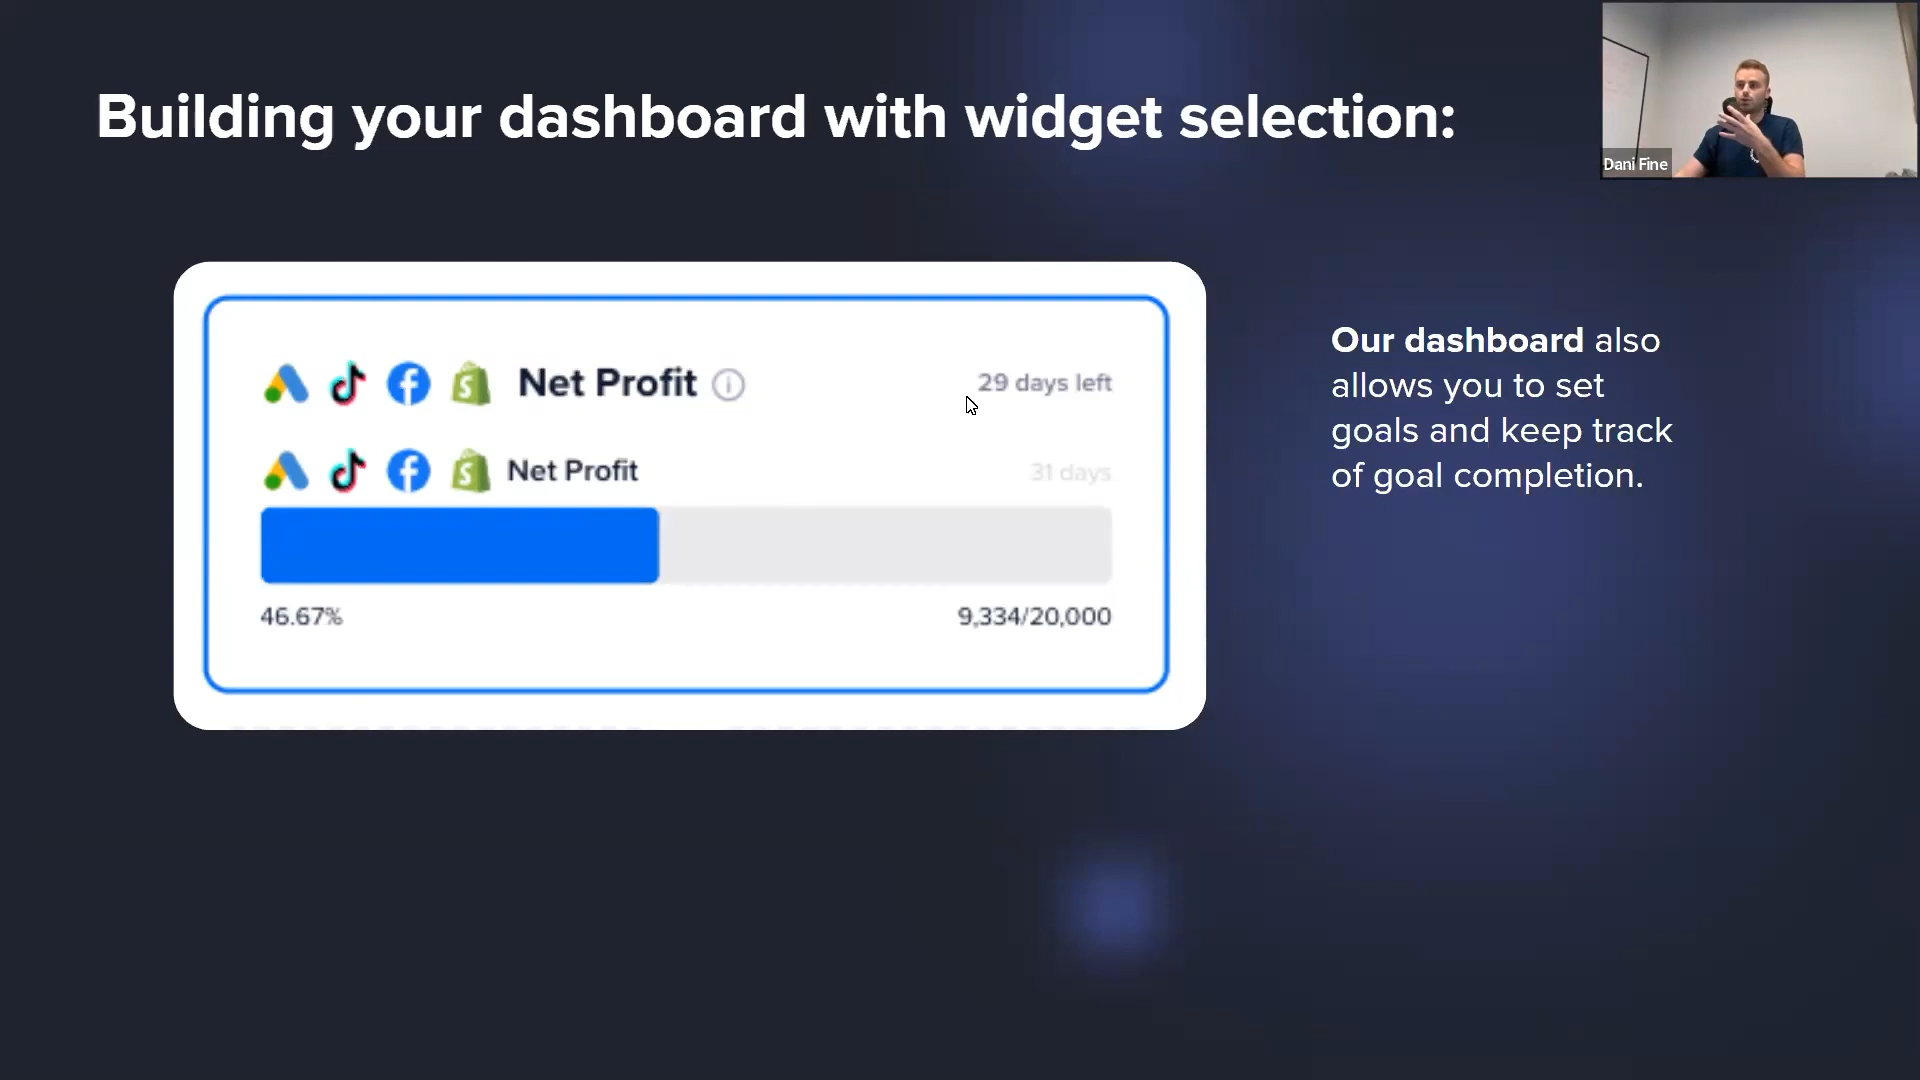 Building your dashboard with widget selection:
Dani Fine
Net Profit
29 days left
Net Profit
31 days
46.67%
9,334/20,000
Our dashboard also
allows you to set
goals and keep track
of goal completion.